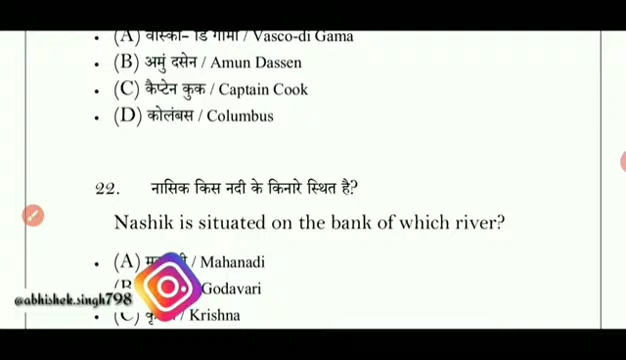 (A) वास्को– डि गामा / Vasco-di Gama
(B) अमुं दसेन / Amun Dassen
(C) कैप्टेन कुक / Captain Cook
(D) कोलंबस / Columbus
22. नासिक किस नदी के किनारे स्थित है?
Nashik is situated on the bank of which river?
(A) / Mahanadi
Godavari
@abhishek.singh798
(C) / Krishna